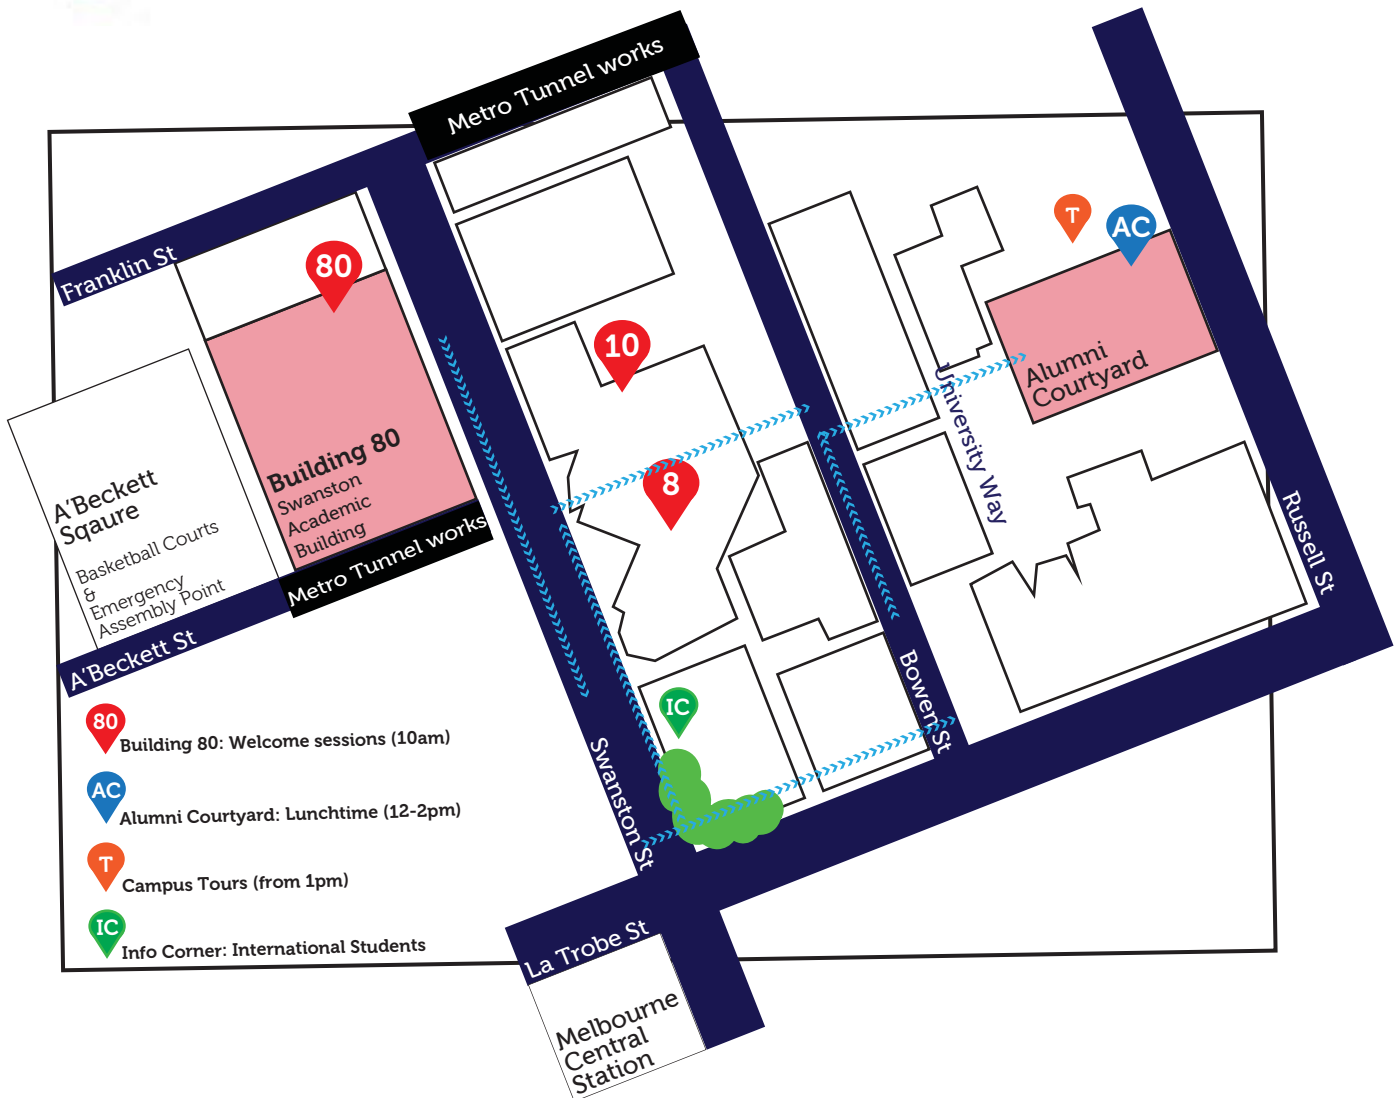 Metro Tunnel works
Franklin St
80
T
AC
10
8
Building 80
Swanston
Academic
Building
Metro Tunnel works
A'Beckett
Sqaure
Basketball Courts
&
Emergency
Assembly Point
A'Beckett St
Alumni
Courtyard
University Way
Russell St
Bowen St
IC
Swanston St
80
Building 80: Welcome sessions (10am)
AC
Alumni Courtyard: Lunchtime (12-2pm)
T
Campus Tours (from 1pm)
IC
Info Corner: International Students
La Trobe St
Melbourne
Central
Station